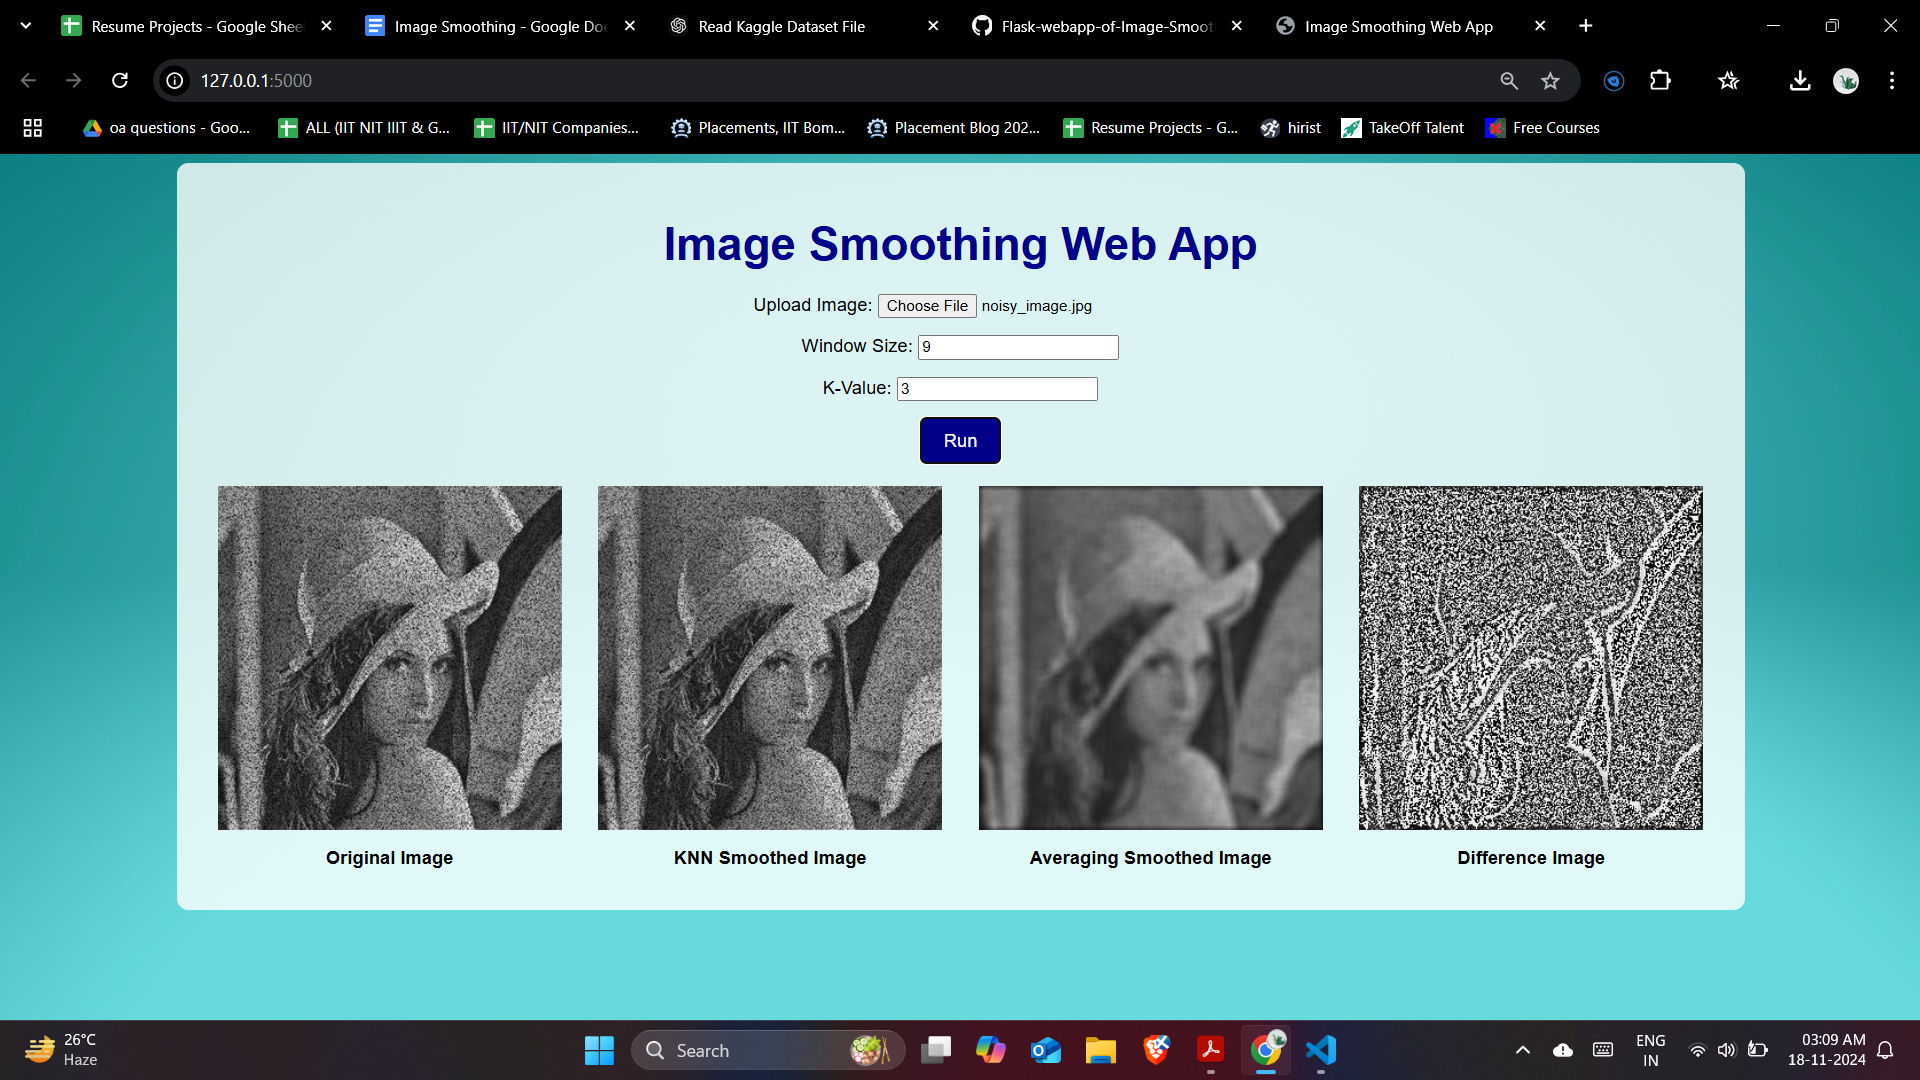 Resume Projects - Google Shee
Image Smoothing - Google Doc
Read Kaggle Dataset File
Flask-webapp-of-Image-Smoot
Image Smoothing Web App
127.0.0.1:5000
oa questions - Goo...
ALL (IIT NIT IIIT & G...
IIT/NIT Companies...
Placements, IIT Bom...
Placement Blog 202...
Resume Projects - G...
hirist
TakeOff Talent
Free Courses
Image Smoothing Web App
Upload Image: Choose File noisy_image.jpg
Window Size: 9
K-Value: 3
Run
Original Image
KNN Smoothed Image
Averaging Smoothed Image
Difference Image
26°C
Haze
Search
ENG
IN
03:09 AM
18-11-2024